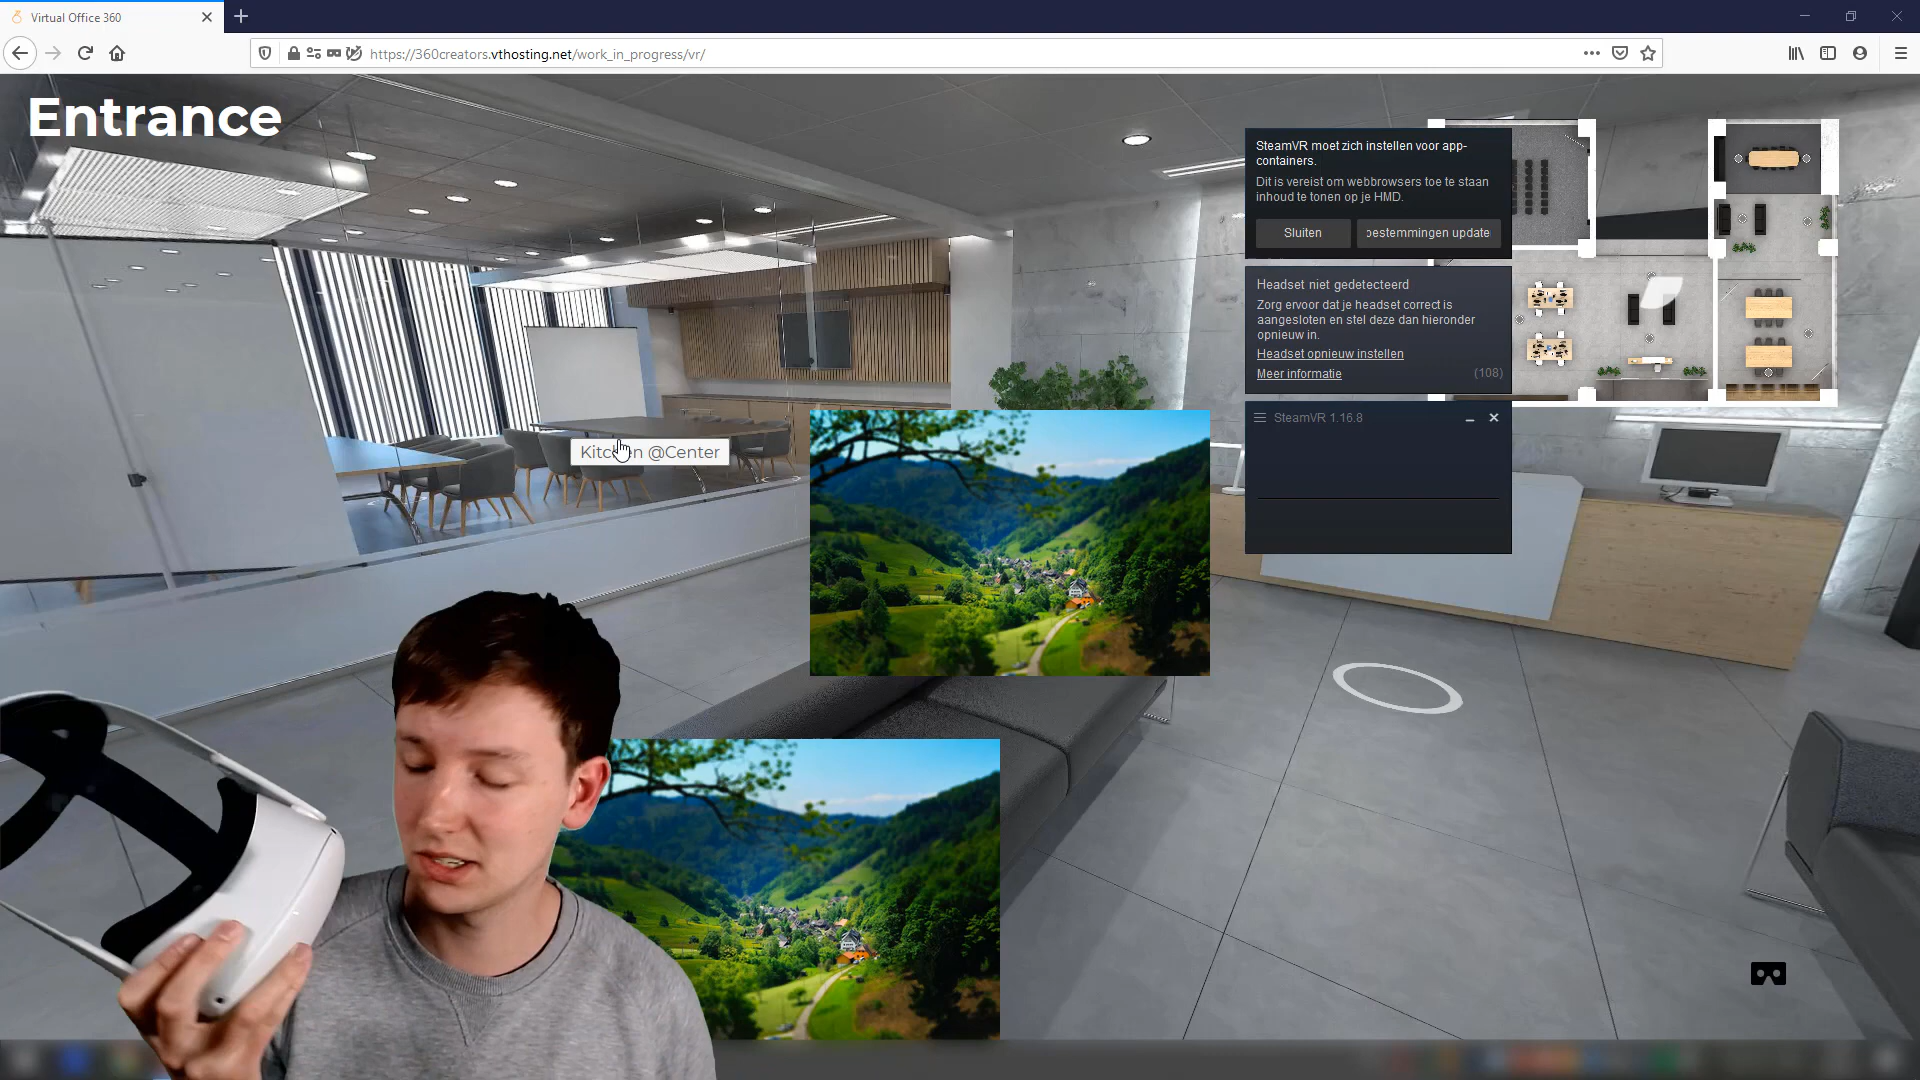 Virtual Office 360
https://360creators.vthosting.net/work_in_progress/vr/
Entrance
SteamVR moet zich instellen voor app-
containers.
Dit is vereist om webbrowsers toe te staan
inhoud te tonen op je HMD.
Sluiten
bestemmingen update
Headset niet gedetecteerd
Zorg ervoor dat je headset correct is
aangesloten en stel deze dan hieronder
opnieuw in.
Headset opnieuw instellen
Meer informatie
(108)
SteamVR 1.16.8
Kitchen @Center